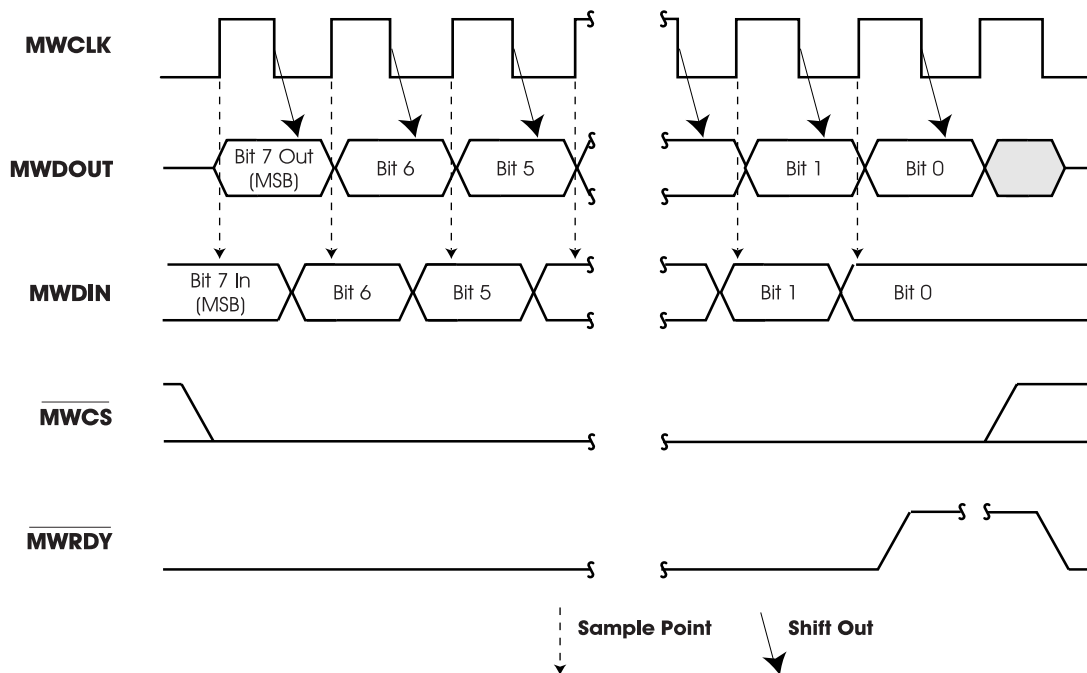 MWCLK
MWDOUT
Bit 7 Out
(MSB)
Bit 6
Bit 5
Bit 1
Bit 0
MWDIN
Bit 7 In
(MSB)
Bit 6
Bit 5
Bit 1
Bit 0
MWCS
MWRDY
Sample Point
Shift Out